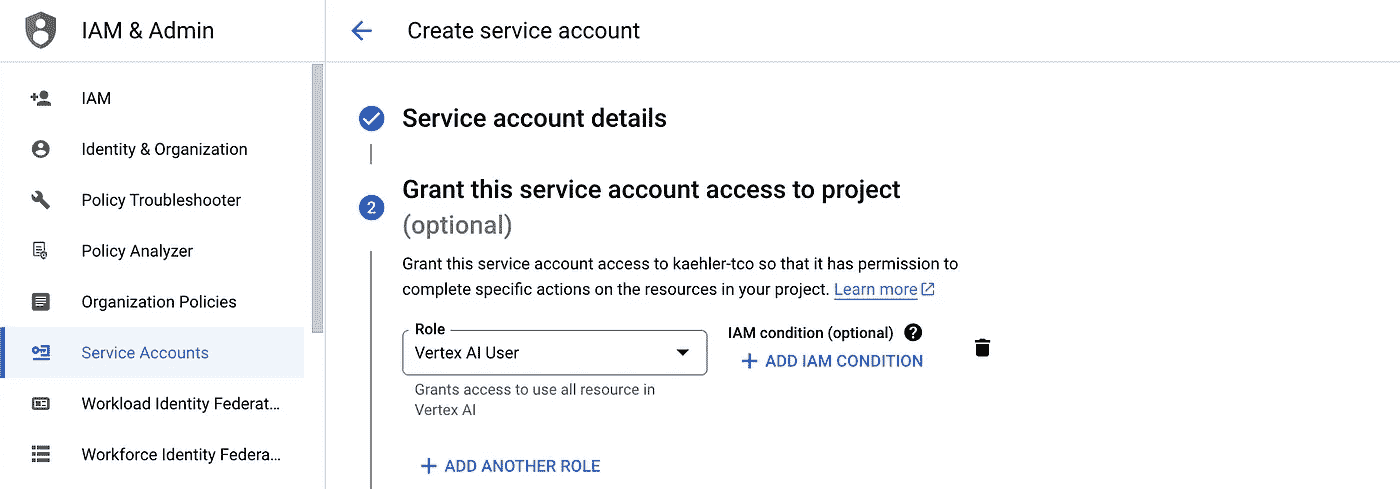 IAM & Admin
Create service account
IAM
Identity & Organization
Policy Troubleshooter
Policy Analyzer
Organization Policies
Service Accounts
Workload Identity Federat...
Workforce Identity Federa...
Service account details
2
Grant this service account access to project
(optional)
Grant this service account access to kaehler-tco so that it has permission to
complete specific actions on the resources in your project. Learn more
Role
Vertex AI User
IAM condition (optional) ?
+ ADD IAM CONDITION
Grants access to use all resource in
Vertex AI
+ ADD ANOTHER ROLE